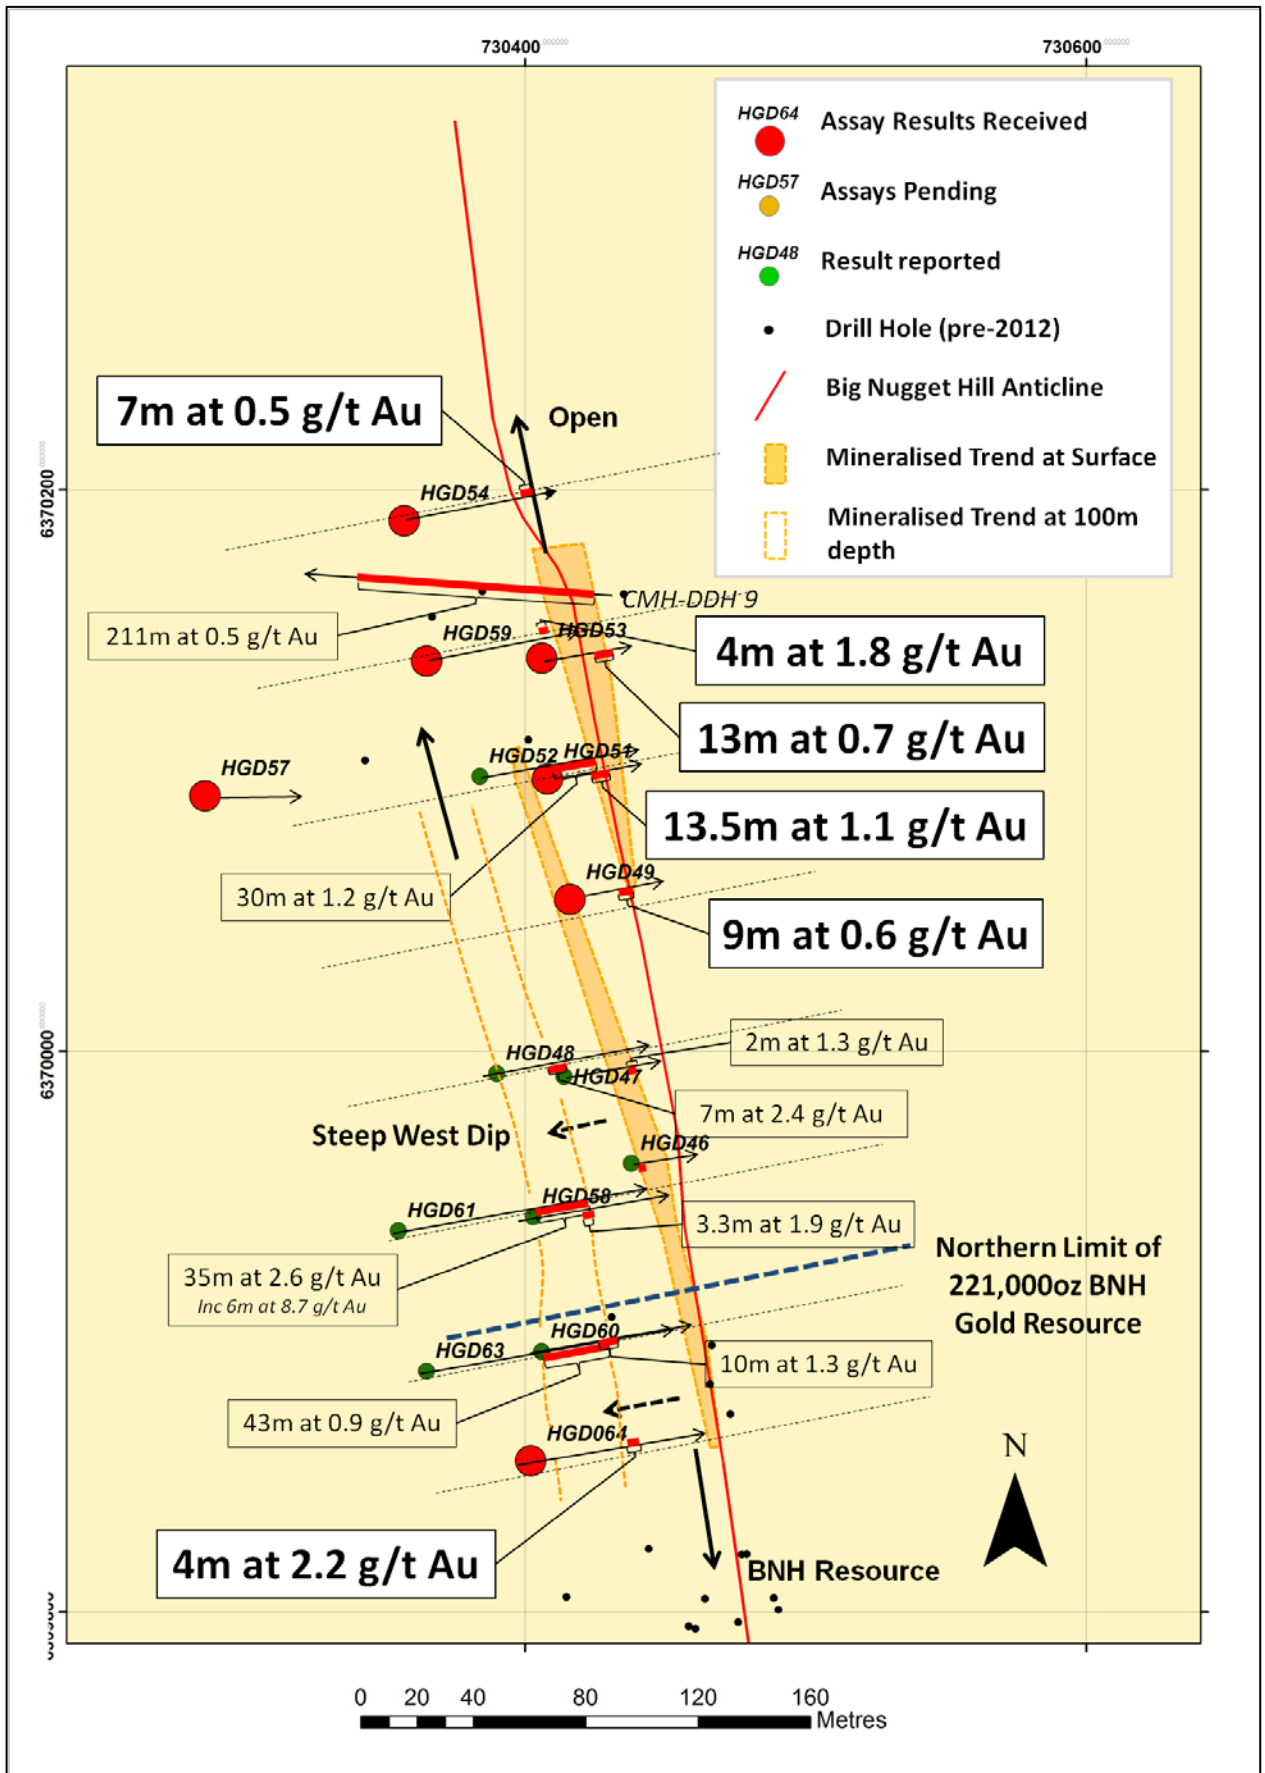 730400
730600
HGD64
Assay Results Received
HGD57
Assays Pending
HGD48
Result reported
Drill Hole (pre-2012)
Big Nugget Hill Anticline
Mineralised Trend at Surface
Mineralised Trend at 100m
depth
7m at 0.5 g/t Au
Open
6370200
HGD54
CMH-DDH 9
211m at 0.5 g/t Au
HGD59
HGD53
4m at 1.8 g/t Au
13m at 0.7 g/t Au
HGD52
HGD51
HGD57
13.5m at 1.1 g/t Au
30m at 1.2 g/t Au
HGD49
9m at 0.6 g/t Au
6370000
HGD48
2m at 1.3 g/t Au
HGD47
7m at 2.4 g/t Au
Steep West Dip
HGD46
HGD61
HGD58
3.3m at 1.9 g/t Au
35m at 2.6 g/t Au
Inc 6m at 8.7 g/t Au
Northern Limit of
221,000oz BNH
Gold Resource
HGD60
HGD63
10m at 1.3 g/t Au
43m at 0.9 g/t Au
HGD064
N
4m at 2.2 g/t Au
BNH Resource
0 20 40 80 120 160
Metres